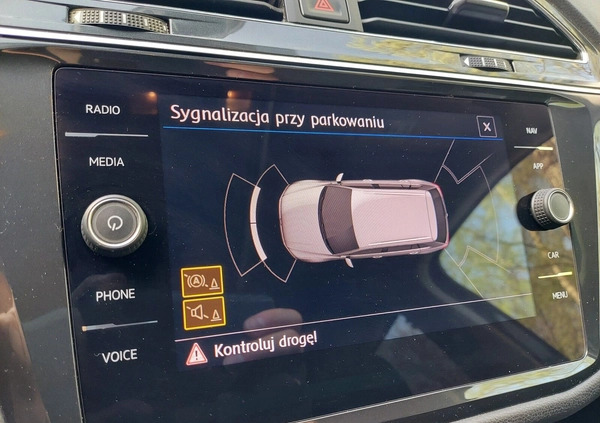 RADIO
Sygnalizacja przy parkowaniu
X
NAV
MEDIA
APP
CAR
PHONE
A
MENU
VOICE
Kontroluj drogę!